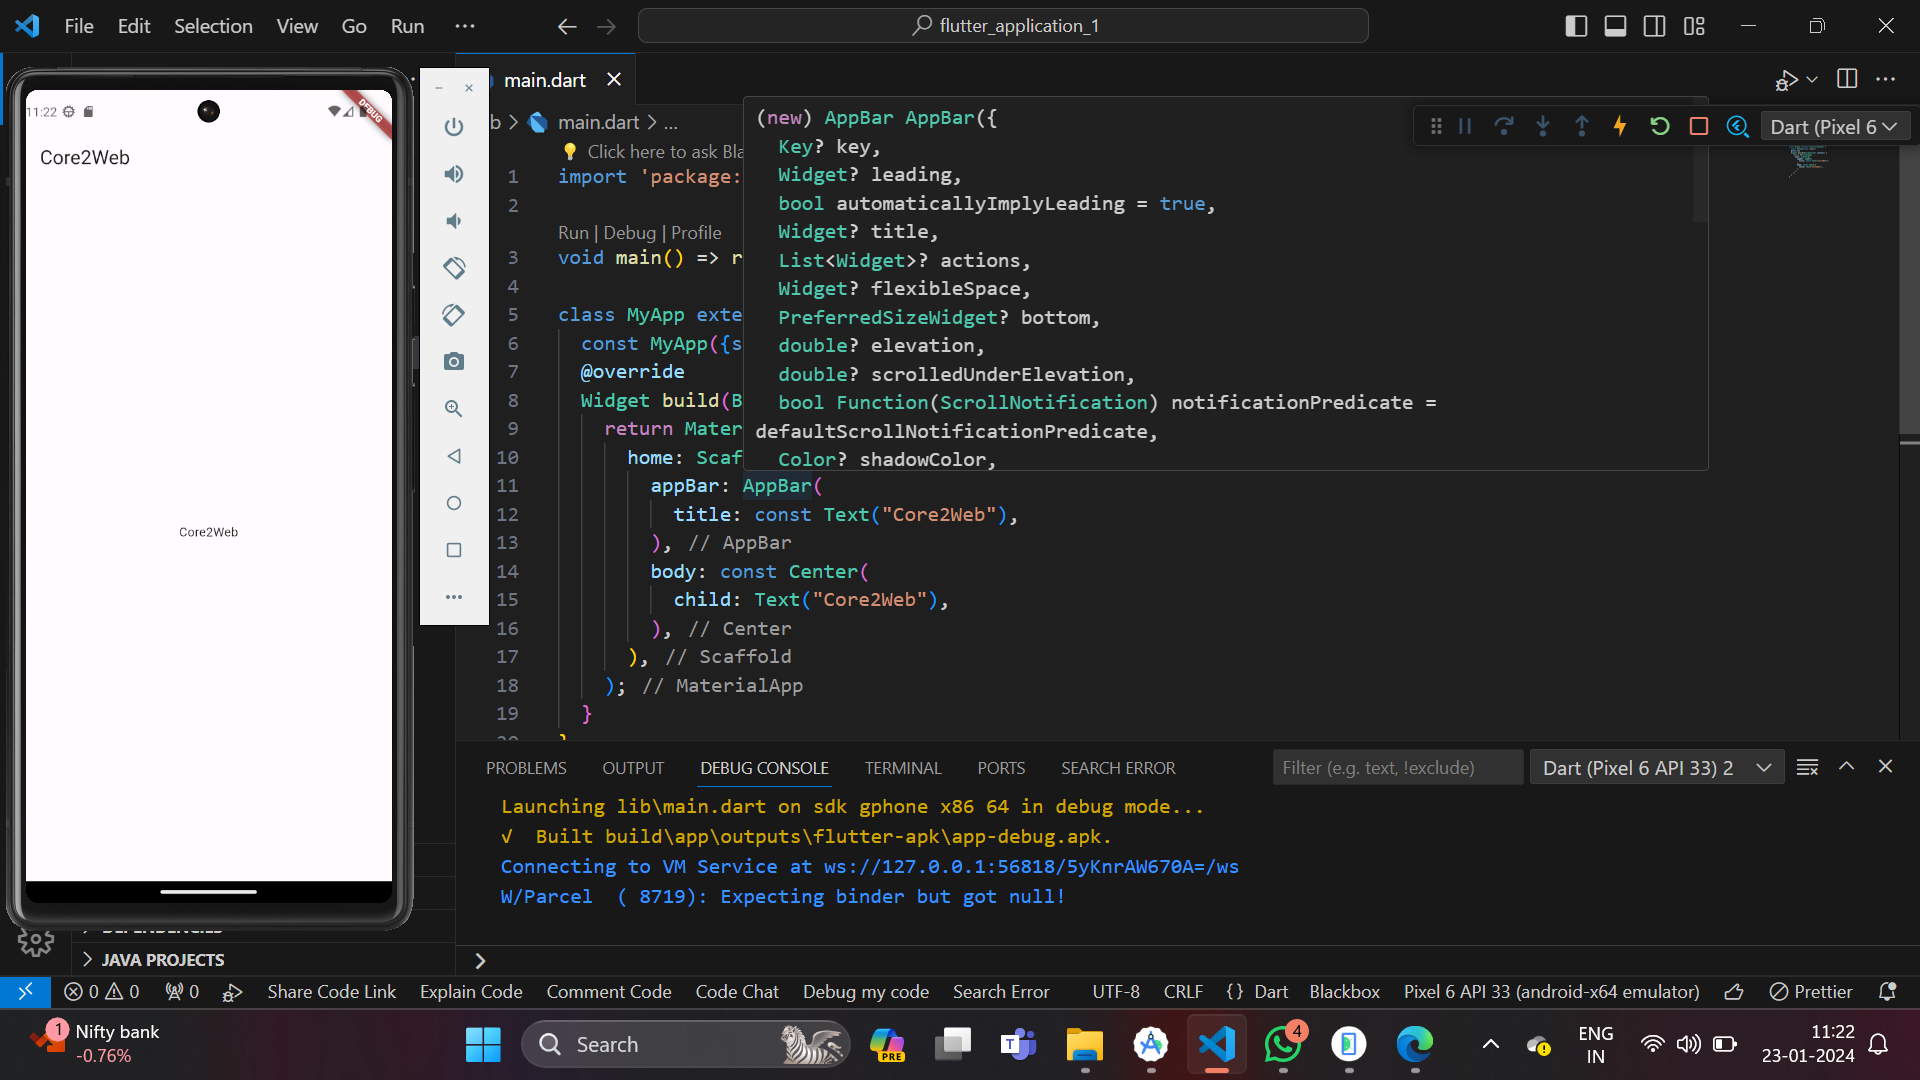 File Edit Selection View Go Run ...
flutter_application_1
11:22
DEBUG
Core2Web
Core2Web
main.dart
b > main.dart > ...
Click here to ask Bla
1 import 'package:
2
Run | Debug | Profile
3 void main() => r
4
5 class MyApp exte
6 const MyApp({s
7 @override
8 Widget build(B
9 return Mater
10 home: Scaf
11 appBar: AppBar(
12 title: const Text("Core2Web"),
13 ), // AppBar
14 body: const Center(
15 child: Text("Core2Web"),
16 ), // Center
17 ), // Scaffold
18 ); // MaterialApp
19 }
20 }
(new) AppBar AppBar({
Key? key,
Widget? leading,
bool automaticallyImplyLeading = true,
Widget? title,
List<Widget>? actions,
Widget? flexibleSpace,
PreferredSizeWidget? bottom,
double? elevation,
double? scrolledUnderElevation,
bool Function(ScrollNotification) notificationPredicate =
defaultScrollNotificationPredicate,
Color? shadowColor,
Dart (Pixel 6
PROBLEMS OUTPUT DEBUG CONSOLE TERMINAL PORTS SEARCH ERROR
Filter (e.g. text, !exclude)
Dart (Pixel 6 API 33) 2
Launching lib\main.dart on sdk gphone x86 64 in debug mode...
√ Built build\app\outputs\flutter-apk\app-debug.apk.
Connecting to VM Service at ws://127.0.0.1:56818/5yKnrAW670A=/ws
W/Parcel ( 8719): Expecting binder but got null!
>
DEPENDENCIES
JAVA PROJECTS
0 0 0 Share Code Link Explain Code Comment Code Code Chat Debug my code Search Error UTF-8 CRLF {} Dart Blackbox Pixel 6 API 33 (android-x64 emulator) Prettier
1 Nifty bank
-0.76%
Search
PRE
T
4
ENG
IN
11:22
23-01-2024